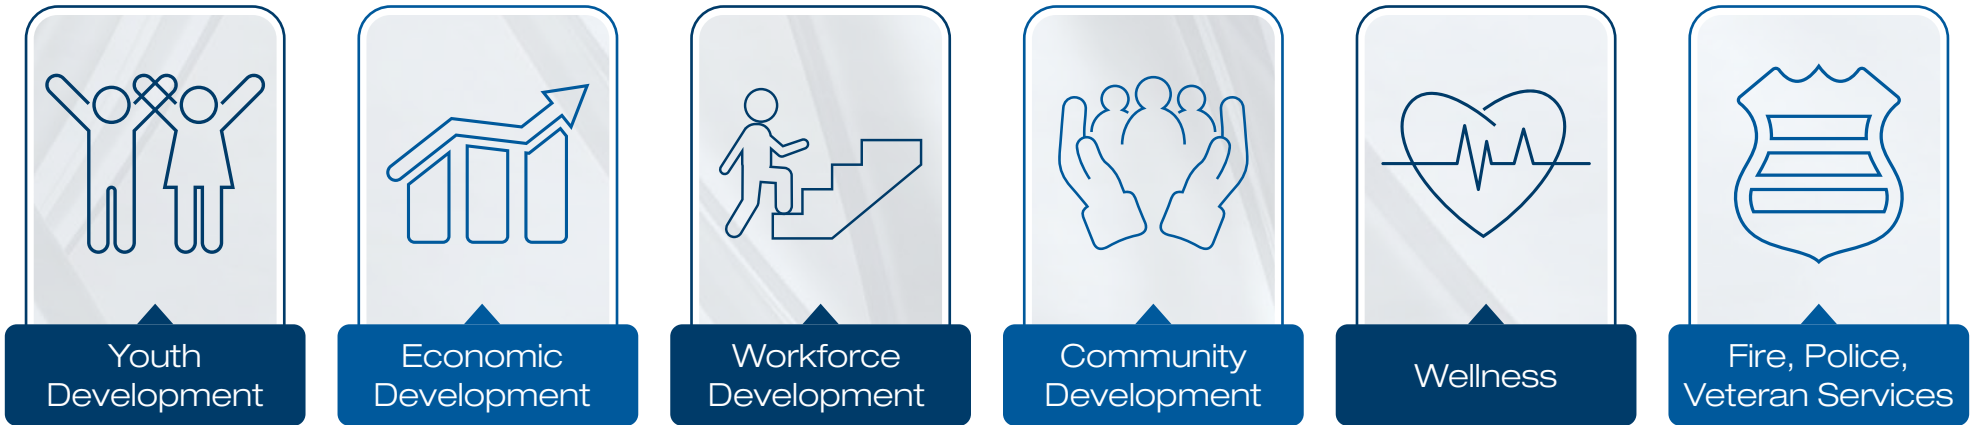 Youth
Development
Economic
Development
Workforce
Development
Community
Development
Wellness
Fire, Police,
Veteran Services